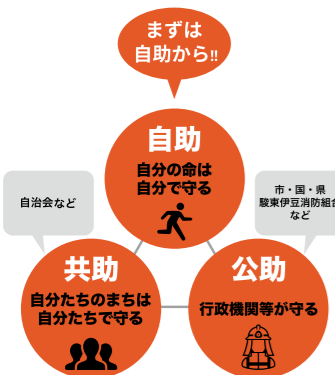 まずは
自助から!!
自助
自分の命は
自分で守る
自治会など
市・国・県
駿東伊豆消防組合
など
共助
自分たちのまちは
自分たちで守る
公助
行政機関等が守る